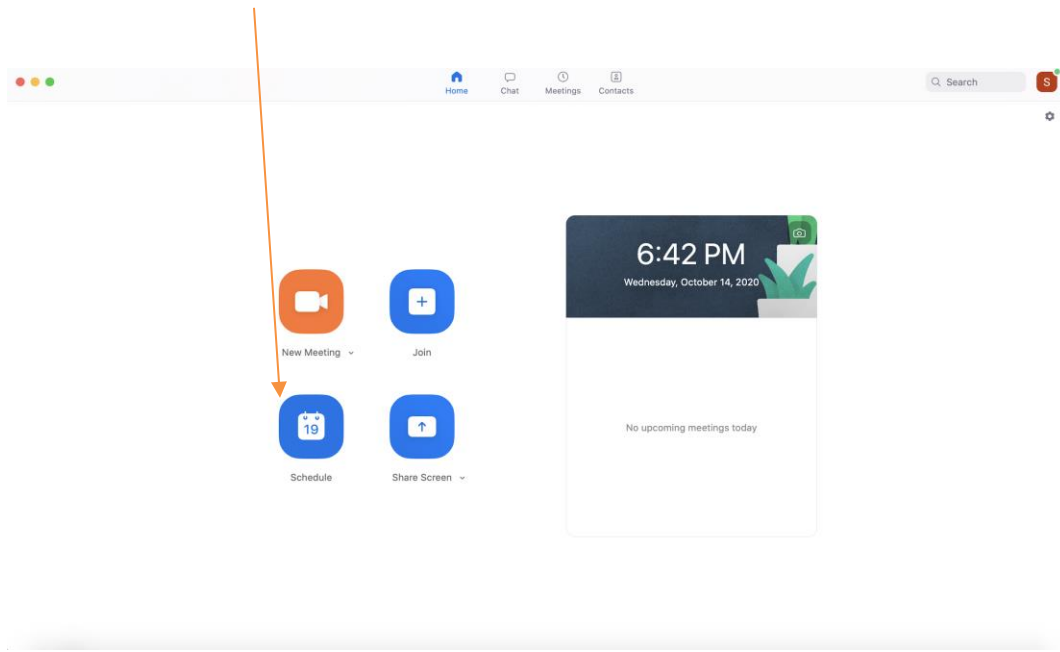 Home Chat Meetings Contacts
Search
S
6:42 PM
Wednesday, October 14, 2020
New Meeting
Join
19
Schedule
Share Screen
No upcoming meetings today